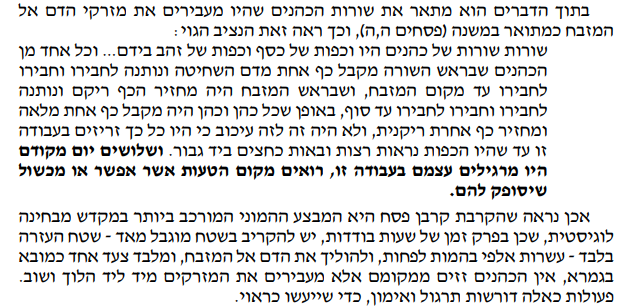 בתוך הדברים הוא מתאר את שורות הכהנים שהיו מעבירים את מזרקי הדם אל
המזבח כמתואר במשנה (פסחים ה,ה), וכך ראה זאת הנציב הגוי:
שורות שורות של כהנים היו וכפות של כסף וכפות של זהב בידם... וכל אחד מן
הכהנים שבראש השורה מקבל כף אחת מדם השחיטה ונותנה לחבירו וחבירו
לחבירו עד מקום המזבח, ושבראש המזבח היה מחזיר הכף ריקם ונותנה
לחבירו וחבירו לחבירו עד סוף, באופן שכל כהן וכהן היה מקבל כף אחת מלאה
ומחזיר כף אחרת ריקנית, ולא היה זה לזה עיכוב כי היו כל כך זריזים בעבודה
זו עד שהיו הכפות נראות רצות ובאות כחצים ביד גבור. ושלושים יום מקודם
היו מרגילים עצמם בעבודה זו, רואים מקום הטעות אשר אפשר או מכשול
שיסופק להם.
אכן נראה שהקרבת קרבן פסח היא המבצע ההמוני המורכב ביותר במקדש מבחינה
לוגיסטית, שכן בפרק זמן של שעות בודדות, יש להקריב בשטח מוגבל מאד - שטח העזרה
בלבד - עשרות אלפי בהמות לפחות, ולהוליך את הדם אל המזבח, ומלבד צעד אחד כמובא
בגמרא, אין הכהנים זזים ממקומם אלא מעבירים את המזרקים מיד ליד הלוך ושוב.
פעולות כאלה דורשות תרגול ואימון, כדי שייעשו כראוי.